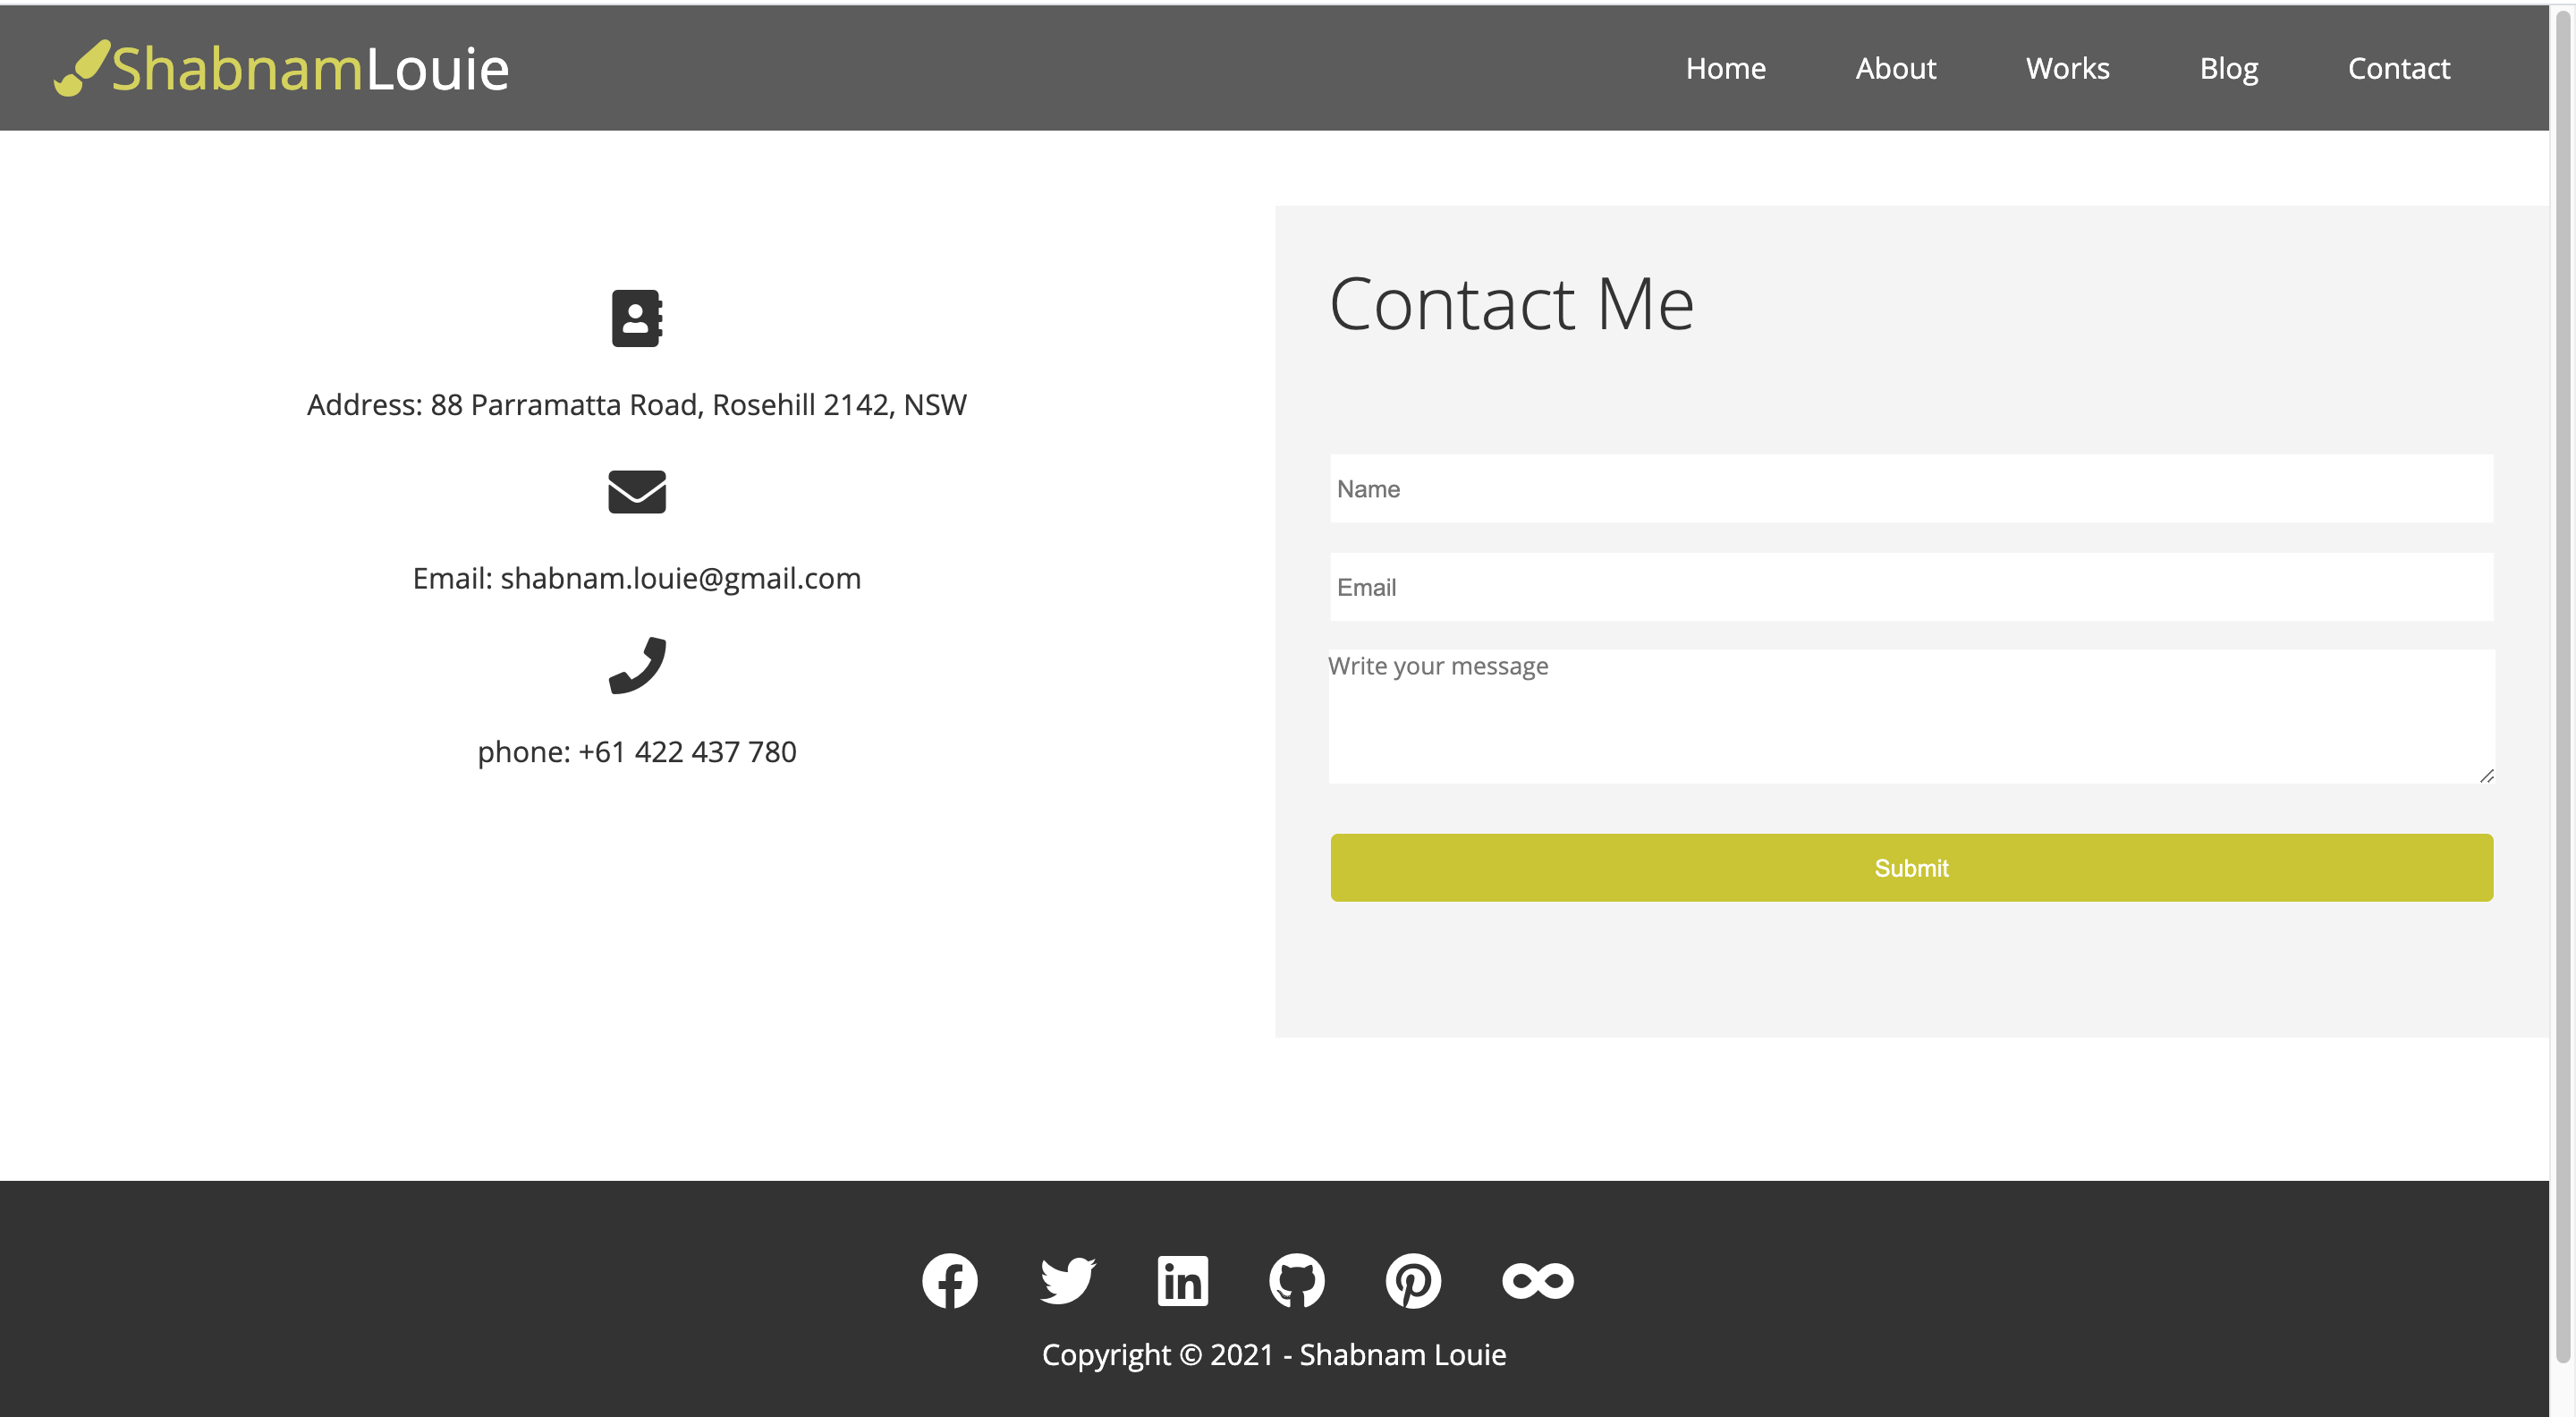 ShabnamLouie
Home About Works Blog Contact
Address: 88 Parramatta Road, Rosehill 2142, NSW
Email: shabnam.louie@gmail.com
phone: +61 422 437 780
Contact Me
Name
Email
Write your message
Submit
Copyright © 2021 - Shabnam Louie